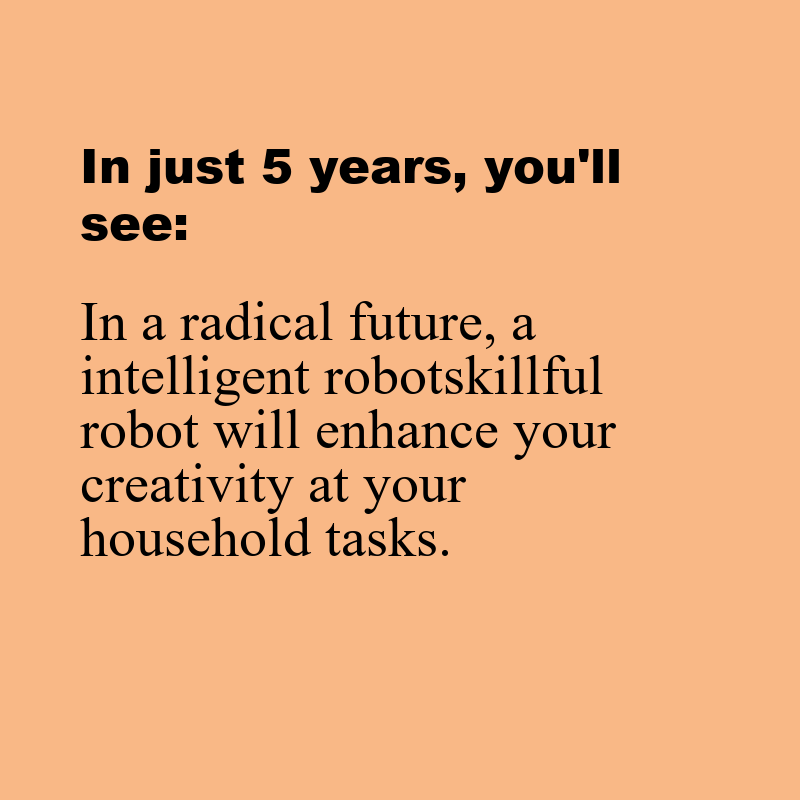 In just 5 years, you'll
see:
In a radical future, a
intelligent robotskillful
robot will enhance your
creativity at your
household tasks.